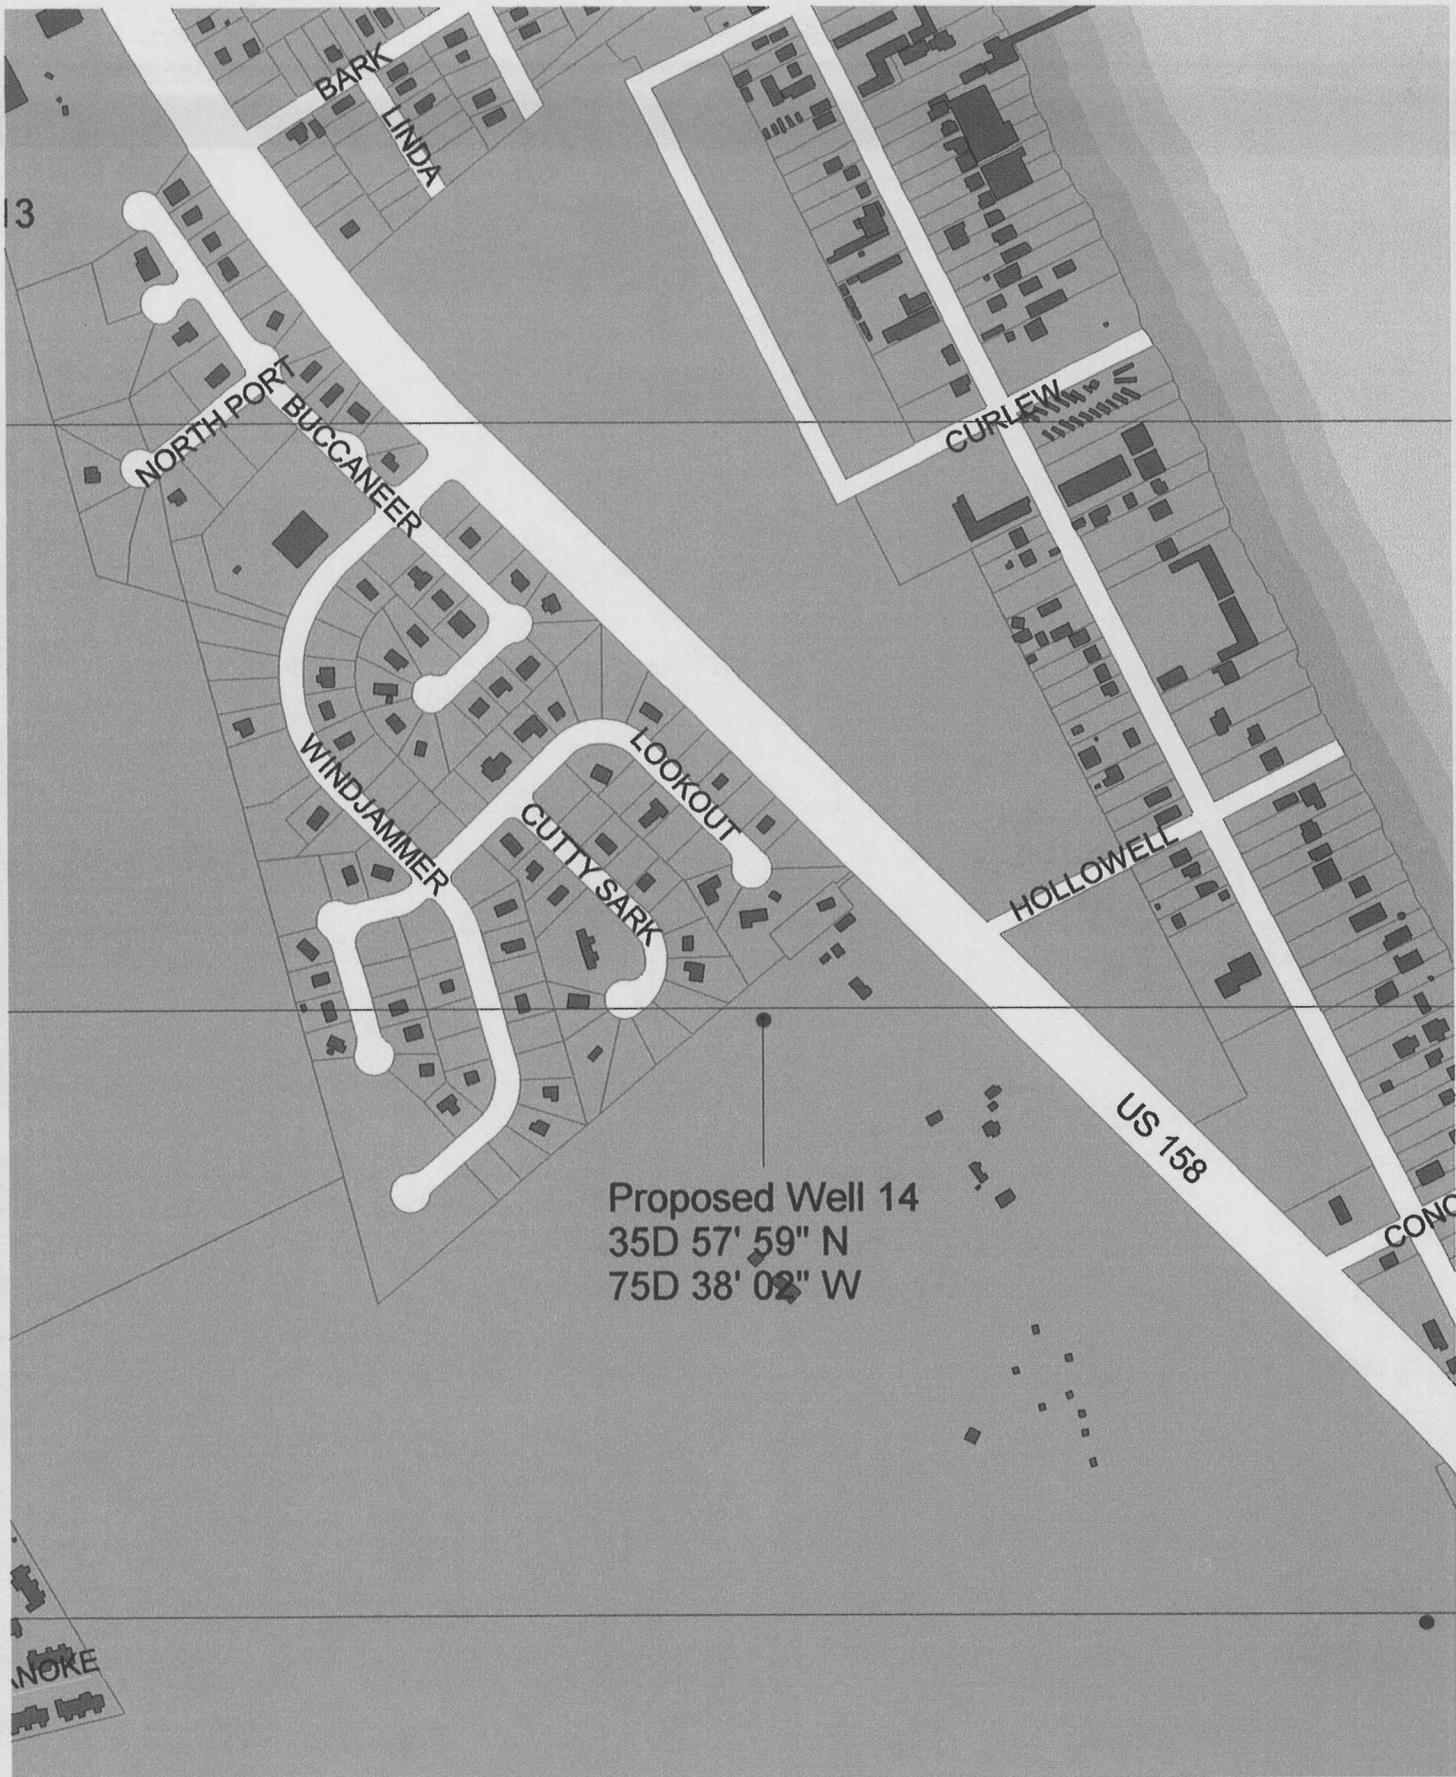 BARK
LINDA
13
NORTH PORT
BUCCANEER
CURLEW
WINDJAMMER
LOOKOUT
CUTTY SARK
HOLLOWELL
US 158
Proposed Well 14
35D 57' 59" N
75D 38' 02" W
CONC
ANOKE